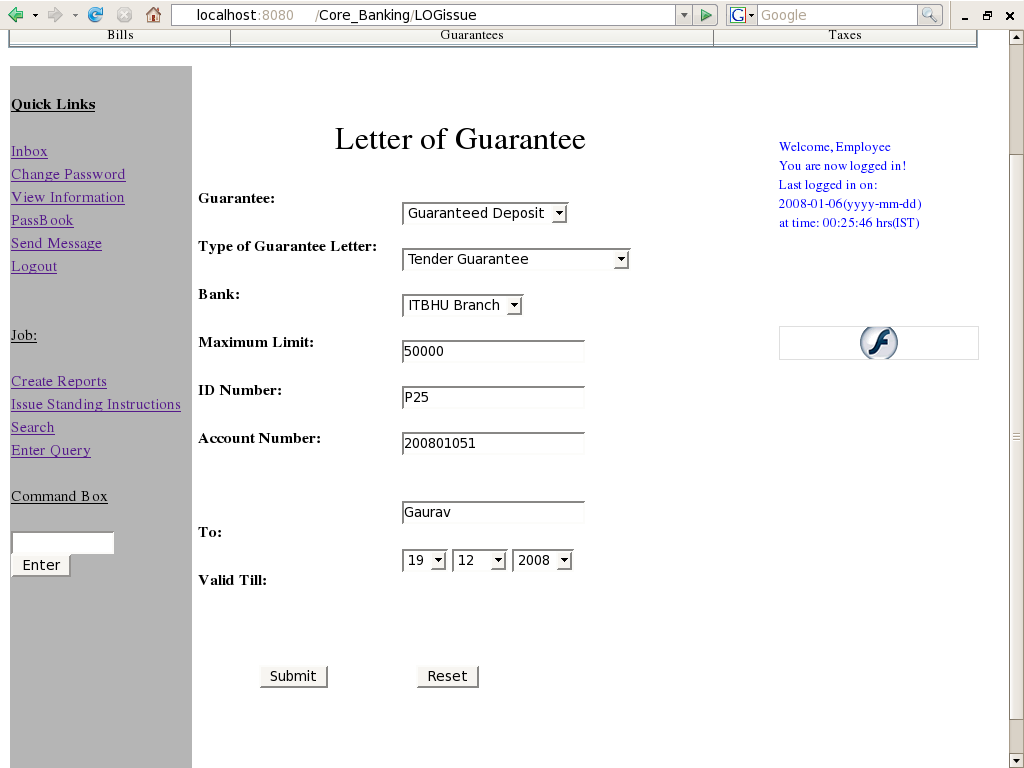 localhost:8080 /Core_Banking/LOGissue
G Google
Bills Guarantees Taxes
Quick Links
Inbox
Change Password
View Information
PassBook
Send Message
Logout
Job:
Create Reports
Issue Standing Instructions
Search
Enter Query
Command Box
Enter
Letter of Guarantee
Guarantee: Guaranteed Deposit
Type of Guarantee Letter: Tender Guarantee
Bank: ITBHU Branch
Maximum Limit: 50000
ID Number: P25
Account Number: 200801051
To: Gaurav
Valid Till: 19 12 2008
Submit Reset
Welcome, Employee
You are now logged in!
Last logged in on:
2008-01-06(yyyy-mm-dd)
at time: 00:25:46 hrs(IST)